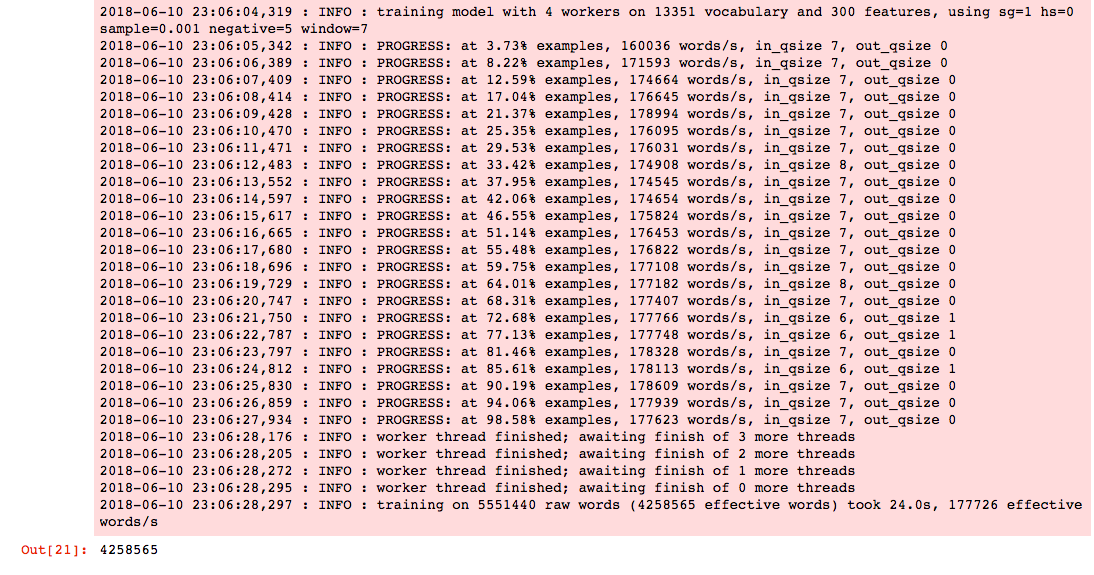 2018-06-10 23:06:04,319 : INFO : training model with 4 workers on 13351 vocabulary and 300 features, using sg=1 hs=0
sample=0.001 negative=5 window=7
2018-06-10 23:06:05,342 : INFO : PROGRESS: at 3.73% examples, 160036 words/s, in_qsize 7, out_qsize 0
2018-06-10 23:06:06,389 : INFO : PROGRESS: at 8.22% examples, 171593 words/s, in_qsize 7, out_qsize 0
2018-06-10 23:06:07,409 : INFO : PROGRESS: at 12.59% examples, 174664 words/s, in_qsize 7, out_qsize 0
2018-06-10 23:06:08,414 : INFO : PROGRESS: at 17.04% examples, 176645 words/s, in_qsize 7, out_qsize 0
2018-06-10 23:06:09,428 : INFO : PROGRESS: at 21.37% examples, 178994 words/s, in_qsize 7, out_qsize 0
2018-06-10 23:06:10,470 : INFO : PROGRESS: at 25.35% examples, 176095 words/s, in_qsize 7, out_qsize 0
2018-06-10 23:06:11,471 : INFO : PROGRESS: at 29.53% examples, 176031 words/s, in_qsize 7, out_qsize 0
2018-06-10 23:06:12,483 : INFO : PROGRESS: at 33.42% examples, 174908 words/s, in_qsize 8, out_qsize 0
2018-06-10 23:06:13,552 : INFO : PROGRESS: at 37.95% examples, 174545 words/s, in_qsize 7, out_qsize 0
2018-06-10 23:06:14,597 : INFO : PROGRESS: at 42.06% examples, 174654 words/s, in_qsize 7, out_qsize 0
2018-06-10 23:06:15,617 : INFO : PROGRESS: at 46.55% examples, 175824 words/s, in_qsize 7, out_qsize 0
2018-06-10 23:06:16,665 : INFO : PROGRESS: at 51.14% examples, 176453 words/s, in_qsize 7, out_qsize 0
2018-06-10 23:06:17,680 : INFO : PROGRESS: at 55.48% examples, 176822 words/s, in_qsize 7, out_qsize 0
2018-06-10 23:06:18,696 : INFO : PROGRESS: at 59.75% examples, 177108 words/s, in_qsize 7, out_qsize 0
2018-06-10 23:06:19,729 : INFO : PROGRESS: at 64.01% examples, 177182 words/s, in_qsize 8, out_qsize 0
2018-06-10 23:06:20,747 : INFO : PROGRESS: at 68.31% examples, 177407 words/s, in_qsize 7, out_qsize 0
2018-06-10 23:06:21,750 : INFO : PROGRESS: at 72.68% examples, 177766 words/s, in_qsize 6, out_qsize 1
2018-06-10 23:06:22,787 : INFO : PROGRESS: at 77.13% examples, 177748 words/s, in_qsize 6, out_qsize 1
2018-06-10 23:06:23,797 : INFO : PROGRESS: at 81.46% examples, 178328 words/s, in_qsize 7, out_qsize 0
2018-06-10 23:06:24,812 : INFO : PROGRESS: at 85.61% examples, 178113 words/s, in_qsize 6, out_qsize 1
2018-06-10 23:06:25,830 : INFO : PROGRESS: at 90.19% examples, 178609 words/s, in_qsize 7, out_qsize 0
2018-06-10 23:06:26,859 : INFO : PROGRESS: at 94.06% examples, 177939 words/s, in_qsize 7, out_qsize 0
2018-06-10 23:06:27,934 : INFO : PROGRESS: at 98.58% examples, 177623 words/s, in_qsize 7, out_qsize 0
2018-06-10 23:06:28,176 : INFO : worker thread finished; awaiting finish of 3 more threads
2018-06-10 23:06:28,205 : INFO : worker thread finished; awaiting finish of 2 more threads
2018-06-10 23:06:28,272 : INFO : worker thread finished; awaiting finish of 1 more threads
2018-06-10 23:06:28,295 : INFO : worker thread finished; awaiting finish of 0 more threads
2018-06-10 23:06:28,297 : INFO : training on 5551440 raw words (4258565 effective words) took 24.0s, 177726 effective
words/s
Out[21]: 4258565